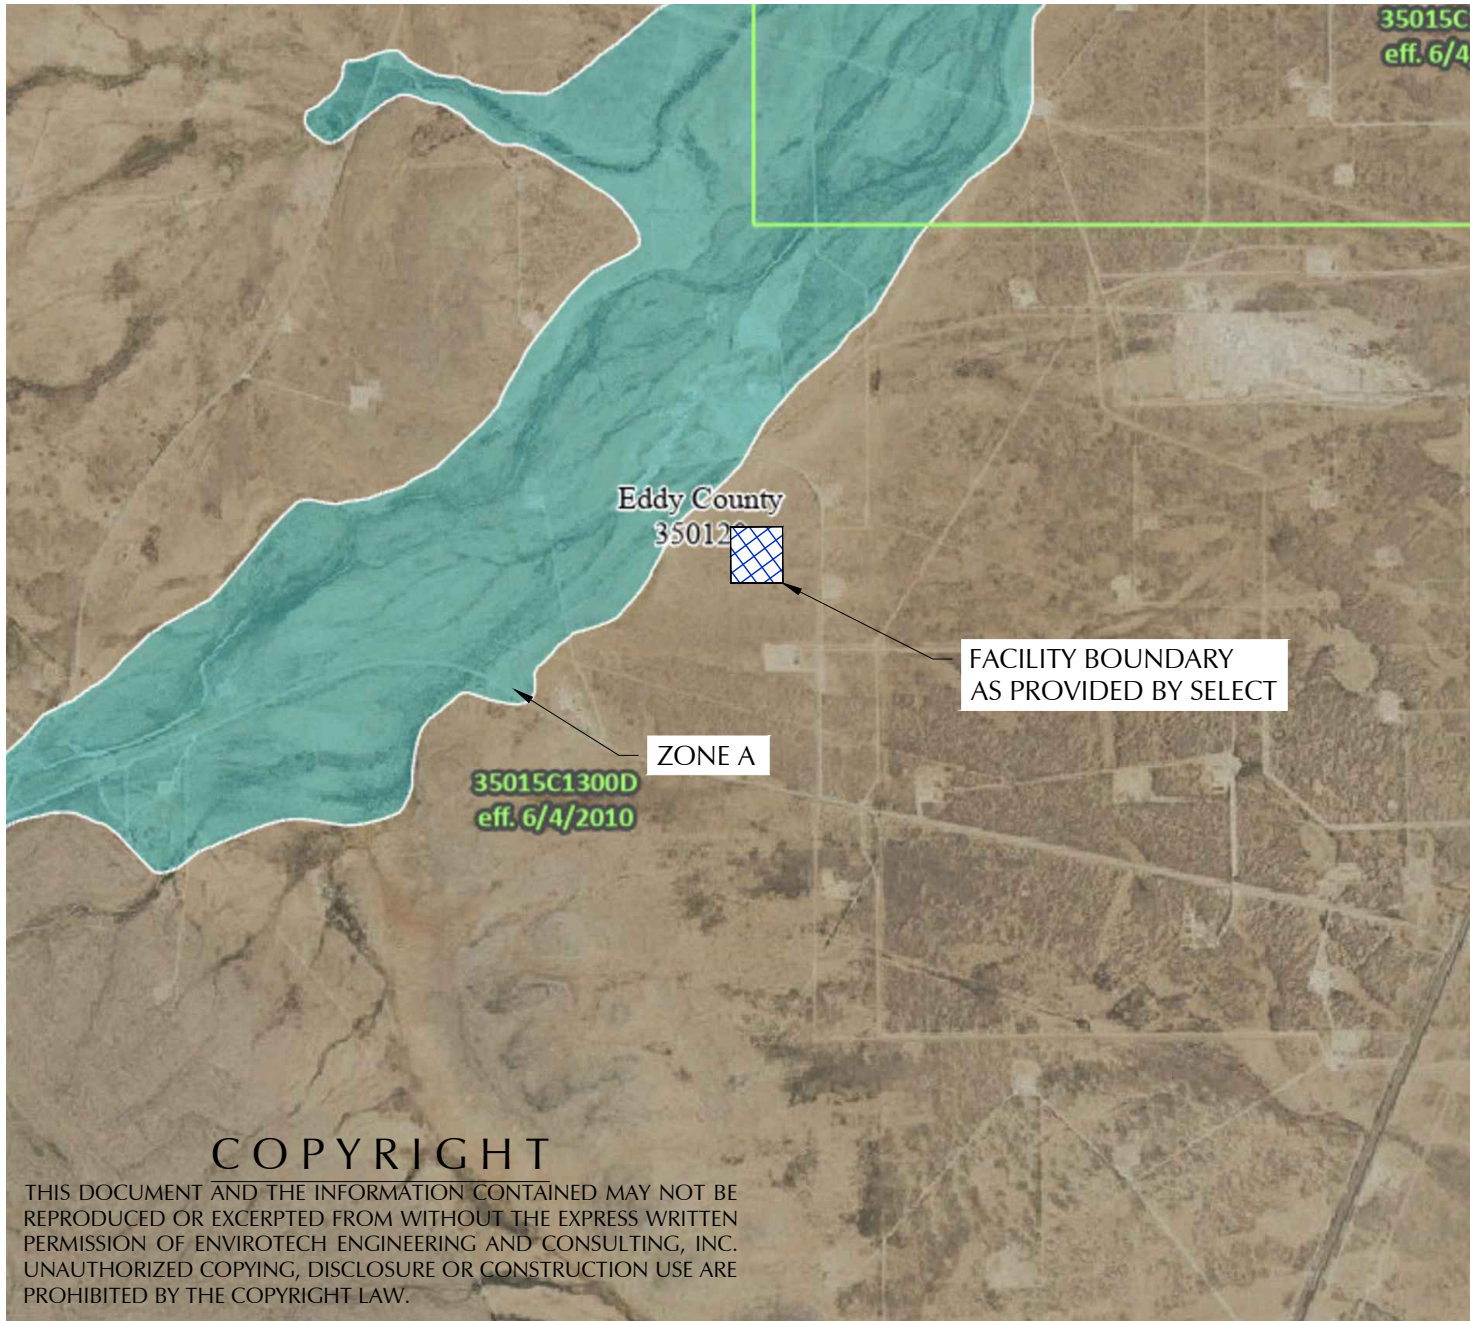 35015C
eff. 6/4
Eddy County
35012
FACILITY BOUNDARY
AS PROVIDED BY SELECT
ZONE A
35015C1300D
eff. 6/4/2010
COPYRIGHT
THIS DOCUMENT AND THE INFORMATION CONTAINED MAY NOT BE
REPRODUCED OR EXCERPTED FROM WITHOUT THE EXPRESS WRITTEN
PERMISSION OF ENVIROTECH ENGINEERING AND CONSULTING, INC.
UNAUTHORIZED COPYING, DISCLOSURE OR CONSTRUCTION USE ARE
PROHIBITED BY THE COPYRIGHT LAW.